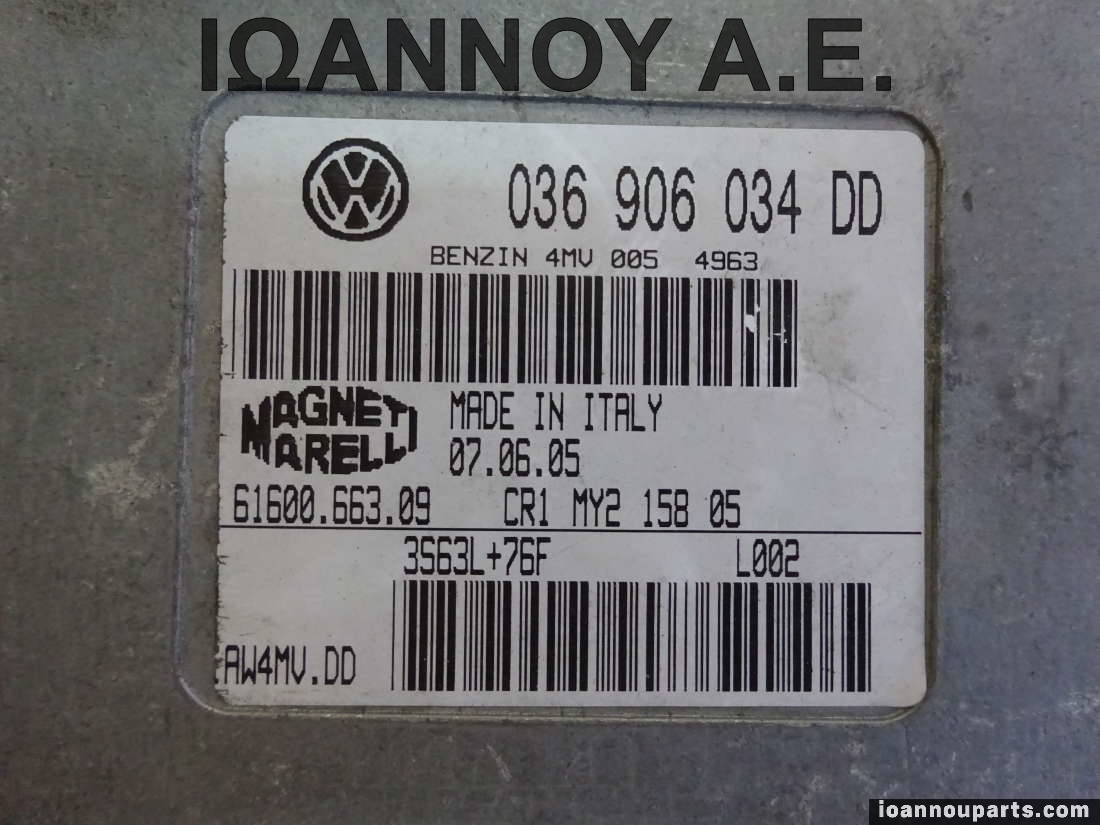 ΙΩΑΝΝΟΥ Α.Ε.
036 906 034 DD
BENZIN 4MV 005 4963
MAGNETI MADE IN ITALY
MARELLI 07.06.05
61600.663.09 CR1 MY2 158 05
3S63L+76F L002
AW4MV.DD
ioannouparts.com